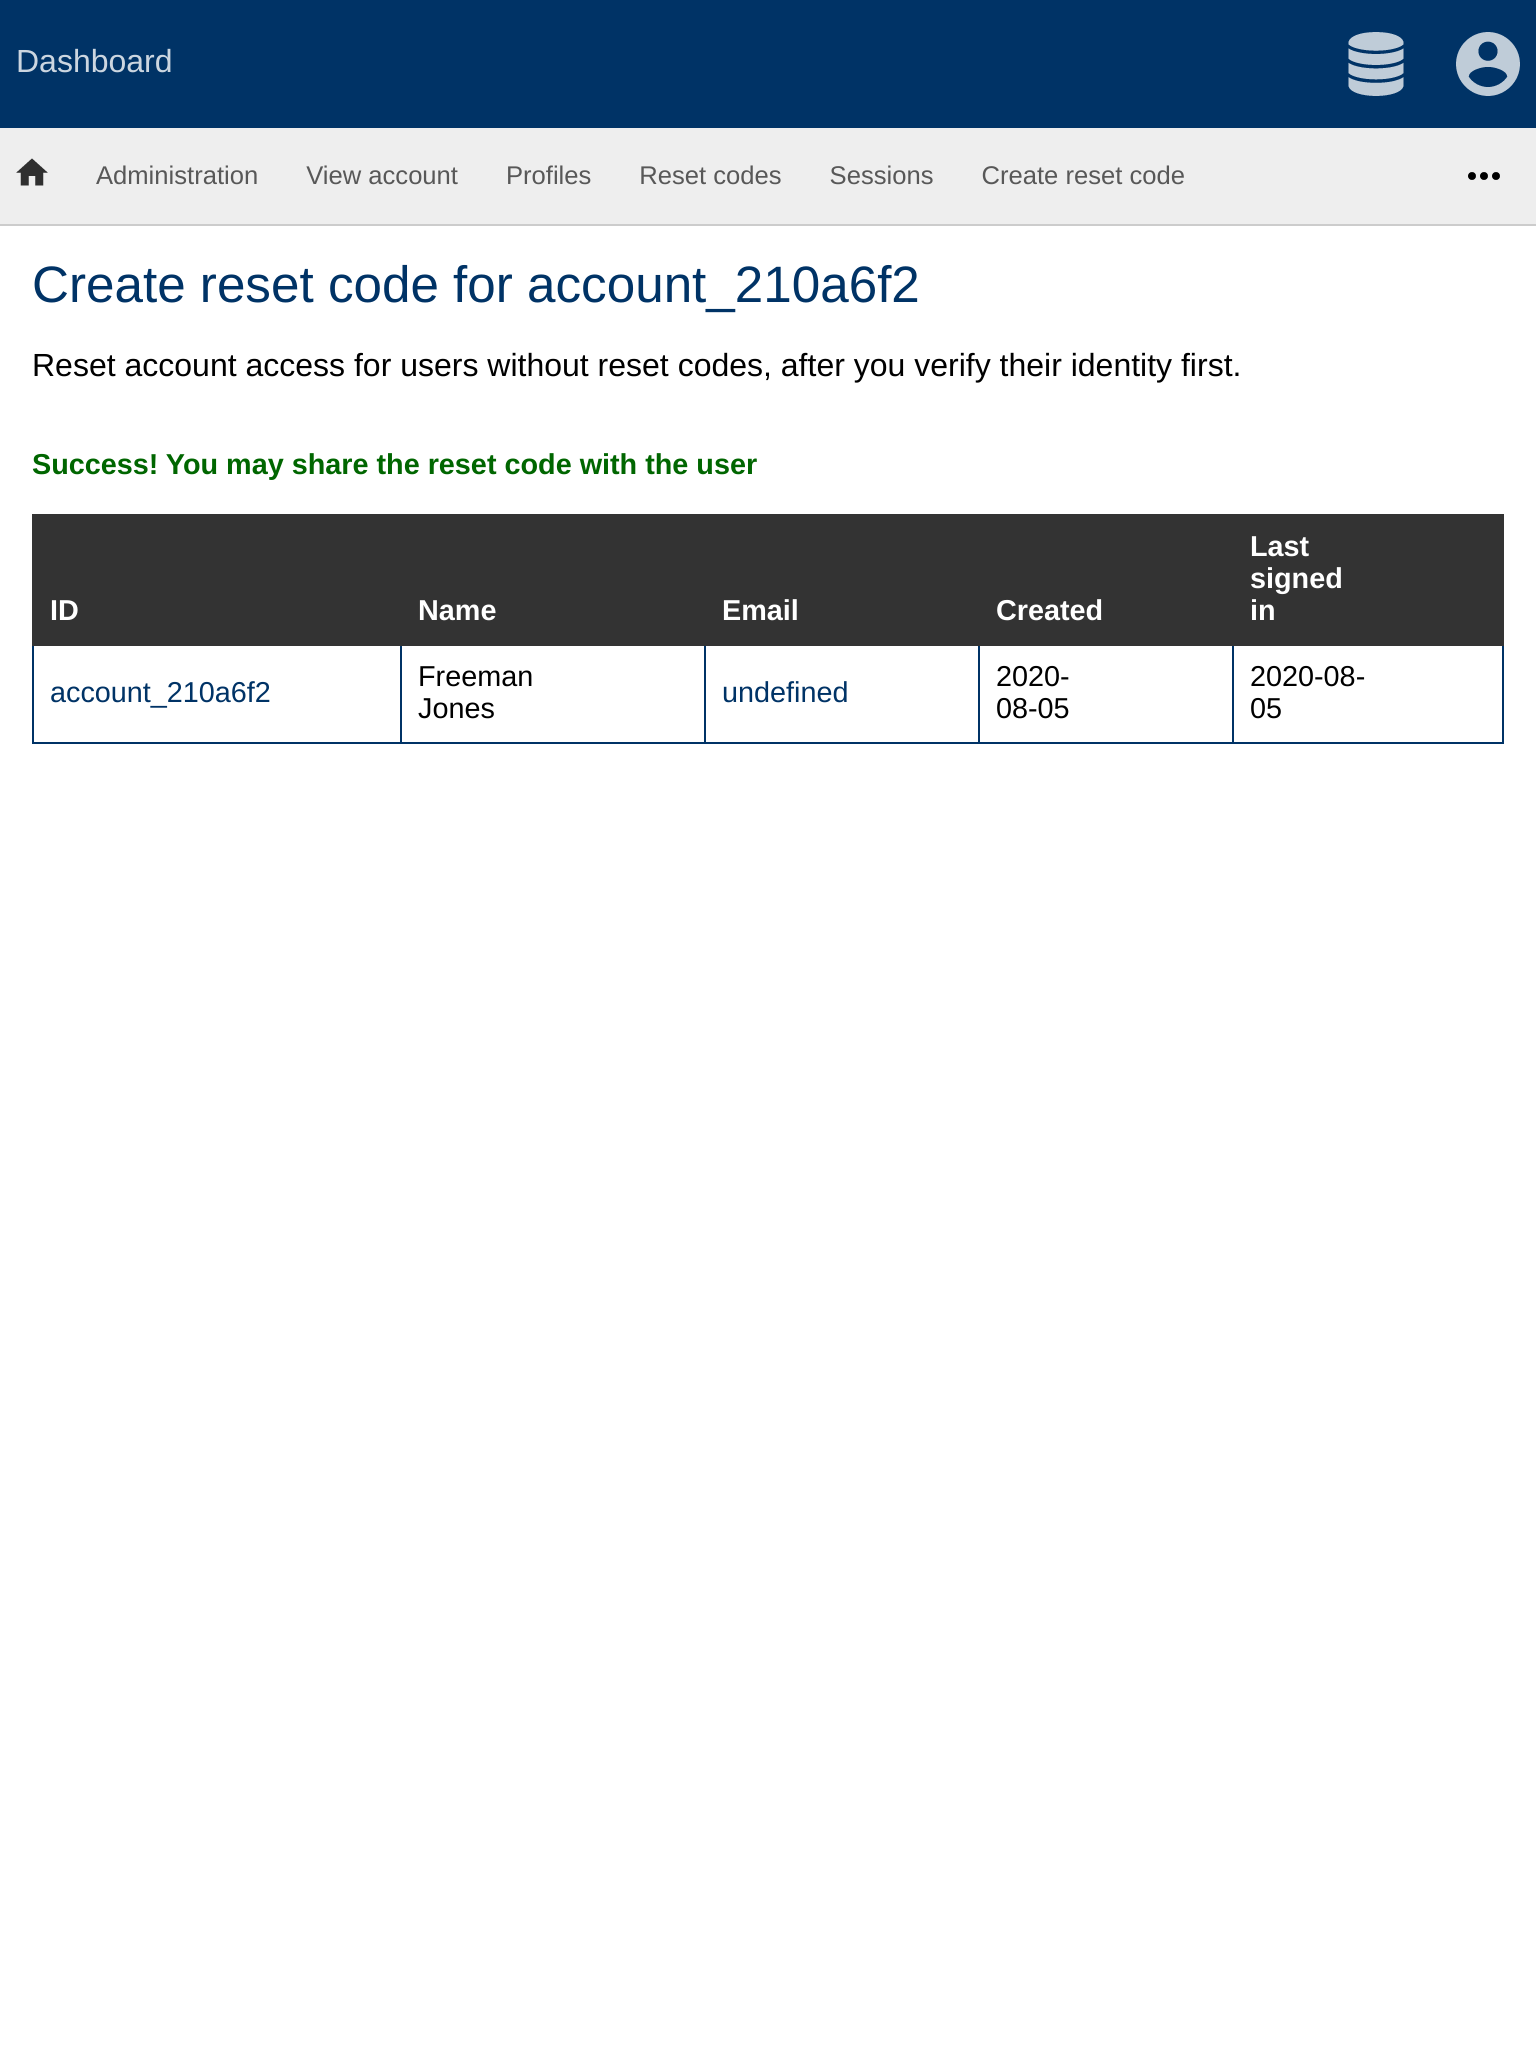 Dashboard
Administration View account Profiles Reset codes Sessions Create reset code
Create reset code for account_210a6f2
Reset account access for users without reset codes, after you verify their identity first.
Success! You may share the reset code with the user
ID Name Email Created Last signed in
account_210a6f2 Freeman Jones undefined 2020-08-05 2020-08-05